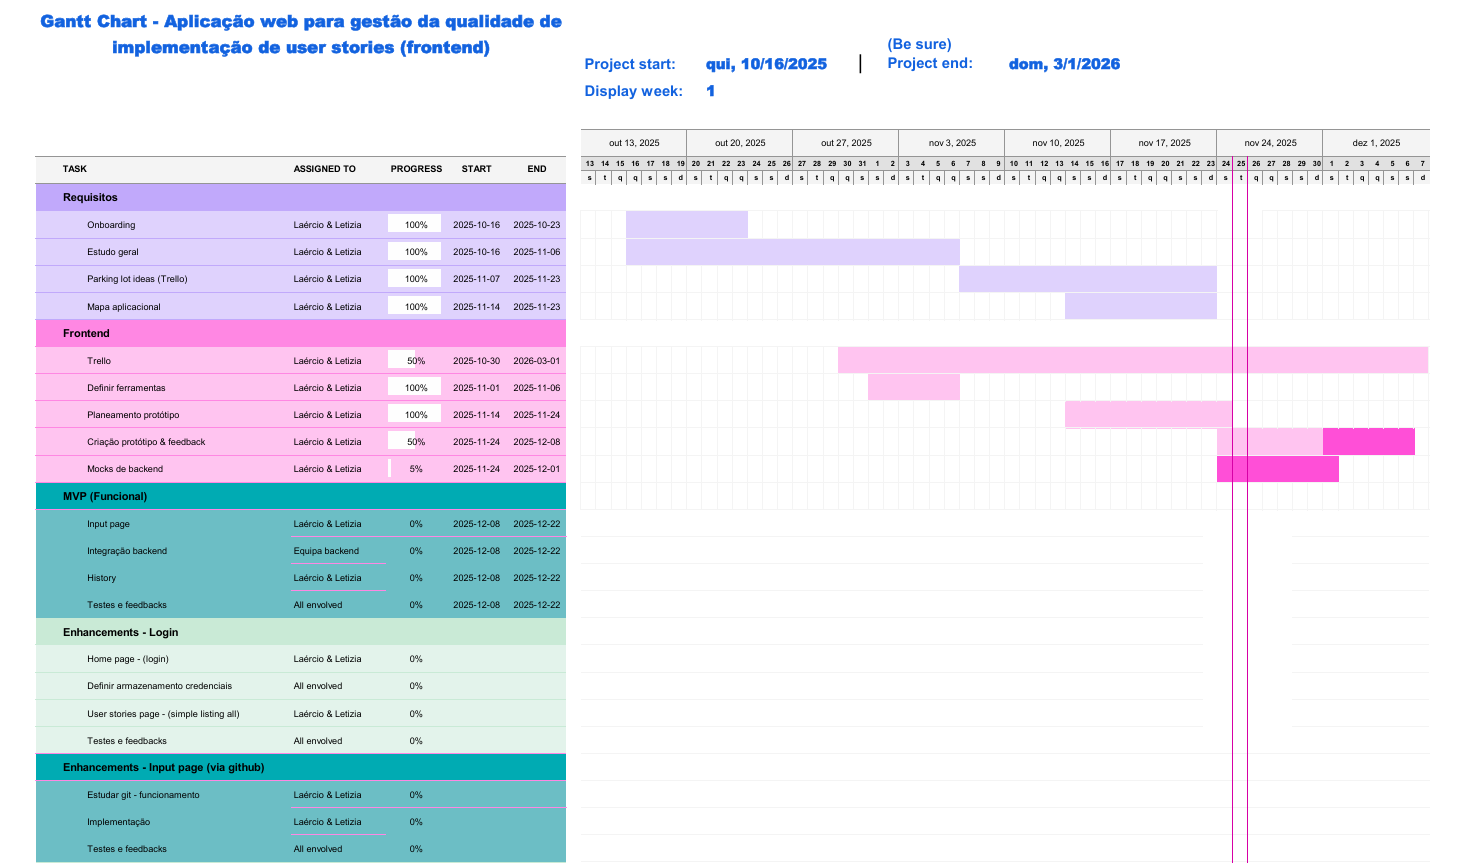 Gantt Chart - Aplicação web para gestão da qualidade de
implementação de user stories (frontend)
(Be sure)
Project start: qui, 10/16/2025 Project end: dom, 3/1/2026
Display week: 1
out 13, 2025 out 20, 2025 out 27, 2025 nov 3, 2025 nov 10, 2025 nov 17, 2025 nov 24, 2025 dez 1, 2025
13 14 15 16 17 18 19 20 21 22 23 24 25 26 27 28 29 30 31 1 2 3 4 5 6 7 8 9 10 11 12 13 14 15 16 17 18 19 20 21 22 23 24 25 26 27 28 29 30 1 2 3 4 5 6 7
TASK ASSIGNED TO PROGRESS START END
s t q q s s d s t q q s s d s t q q s s d s t q q s s d s t q q s s d s t q q s s d s t q q s s d s t q q s s d
Requisitos
Onboarding Laércio & Letizia 100% 2025-10-16 2025-10-23
Estudo geral Laércio & Letizia 100% 2025-10-16 2025-11-06
Parking lot ideas (Trello) Laércio & Letizia 100% 2025-11-07 2025-11-23
Mapa aplicacional Laércio & Letizia 100% 2025-11-14 2025-11-23
Frontend
Trello Laércio & Letizia 50% 2025-10-30 2026-03-01
Definir ferramentas Laércio & Letizia 100% 2025-11-01 2025-11-06
Planeamento protótipo Laércio & Letizia 100% 2025-11-14 2025-11-24
Criação protótipo & feedback Laércio & Letizia 50% 2025-11-24 2025-12-08
Mocks de backend Laércio & Letizia 5% 2025-11-24 2025-12-01
MVP (Funcional)
Input page Laércio & Letizia 0% 2025-12-08 2025-12-22
Integração backend Equipa backend 0% 2025-12-08 2025-12-22
History Laércio & Letizia 0% 2025-12-08 2025-12-22
Testes e feedbacks All envolved 0% 2025-12-08 2025-12-22
Enhancements - Login
Home page - (login) Laércio & Letizia 0%
Definir armazenamento credenciais All envolved 0%
User stories page - (simple listing all) Laércio & Letizia 0%
Testes e feedbacks All envolved 0%
Enhancements - Input page (via github)
Estudar git - funcionamento Laércio & Letizia 0%
Implementação Laércio & Letizia 0%
Testes e feedbacks All envolved 0%